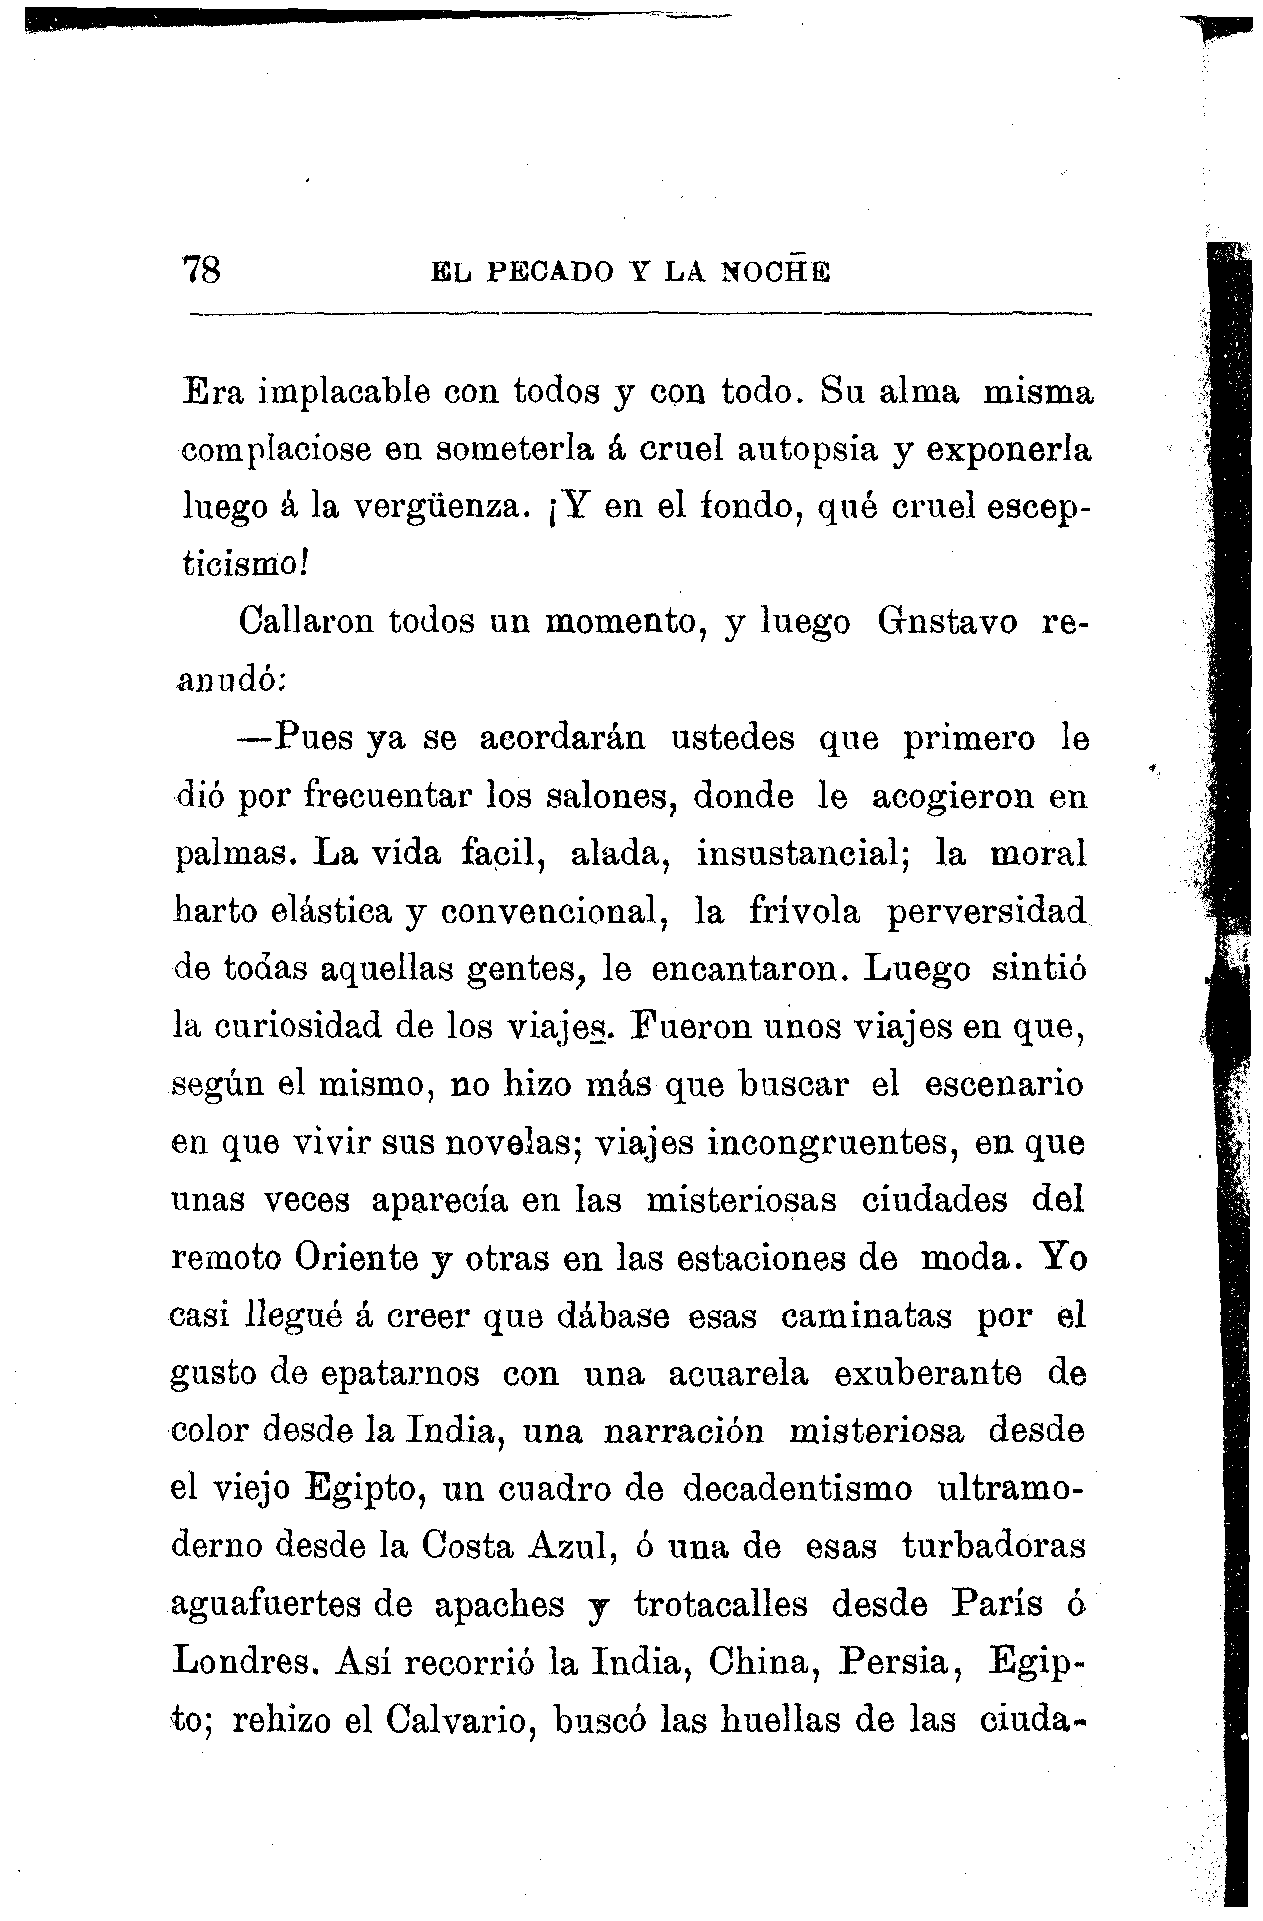 78 EL PECADO Y LA NOCHE
Era implacable con todos y con todo. Su alma misma
complaciose en someterla á cruel autopsia y exponerla
luego á la vergüenza. ¡Y en el fondo, qué cruel escep-
ticismo!
Callaron todos un momento, y luego Gnstavo re-
anudó:
—Pues ya se acordarán ustedes que primero le
dió por frecuentar los salones, donde le acogieron en
palmas. La vida facil, alada, insustancial; la moral
harto elástica y convencional, la frívola perversidad
de todas aquellas gentes, le encantaron. Luego sintió
la curiosidad de los viajes. Fueron unos viajes en que,
según el mismo, no hizo más que buscar el escenario
en que vivir sus novelas; viajes incongruentes, en que
unas veces aparecía en las misteriosas ciudades del
remoto Oriente y otras en las estaciones de moda. Yo
casi llegué á creer que dábase esas caminatas por el
gusto de epatarnos con una acuarela exuberante de
color desde la India, una narración misteriosa desde
el viejo Egipto, un cuadro de decadentismo ultramo-
derno desde la Costa Azul, ó una de esas turbadoras
aguafuertes de apaches y trotacalles desde París ó
Londres. Así recorrió la India, China, Persia, Egip-
to; rehizo el Calvario, buscó las huellas de las ciuda-